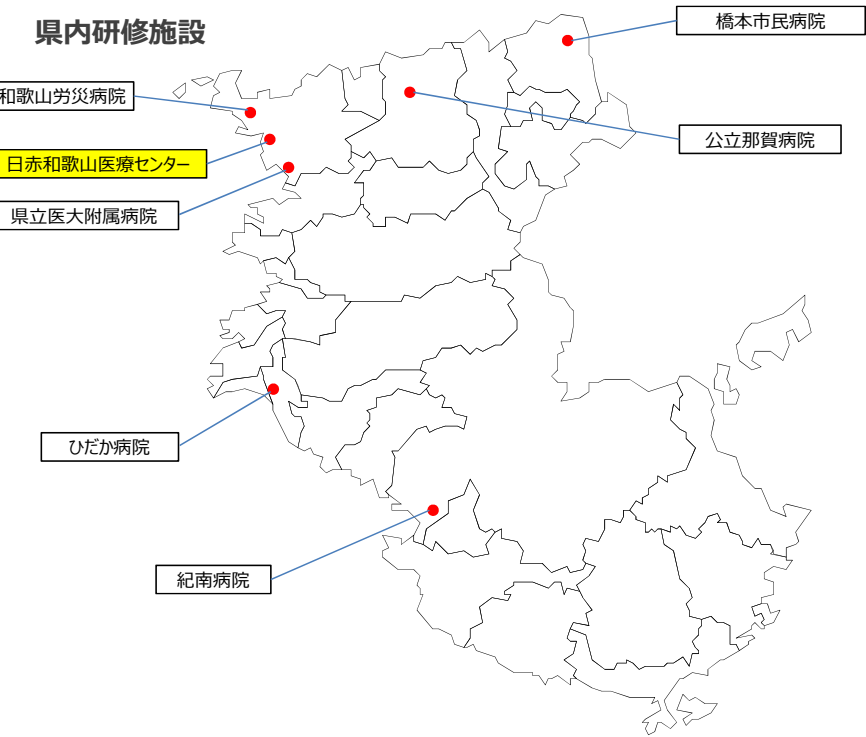 県内研修施設
橋本市民病院
和歌山労災病院
公立那賀病院
日赤和歌山医療センター
県立医大附属病院
ひだか病院
紀南病院